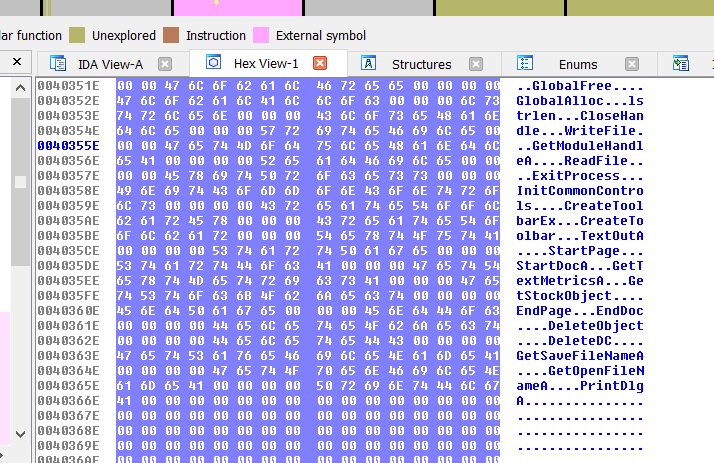 lar function Unexplored Instruction External symbol
IDA View-A Hex View-1 Structures Enums
0040351E 00 00 47 6C 6F 62 61 6C 46 72 65 65 00 00 00 00 ..GlobalFree....
0040352E 47 6C 6F 62 61 6C 41 6C 6C 6F 63 00 00 00 6C 73 GlobalAlloc...ls
0040353E 74 72 6C 65 6E 00 00 00 43 6C 6F 73 65 48 61 6E trlen...CloseHan
0040354E 64 6C 65 00 00 00 57 72 69 74 65 46 69 6C 65 00 dle...WriteFile.
0040355E 00 00 47 65 74 4D 6F 64 75 6C 65 48 61 6E 64 6C ..GetModuleHandl
0040356E 65 41 00 00 00 00 52 65 61 64 46 69 6C 65 00 00 eA....ReadFile..
0040357E 00 00 45 78 69 74 50 72 6F 63 65 73 73 00 00 00 ..ExitProcess...
0040358E 49 6E 69 74 43 6F 6D 6D 6F 6E 43 6F 6E 74 72 6F InitCommonContro
0040359E 6C 73 00 00 00 00 43 72 65 61 74 65 54 6F 6F 6C ls....CreateTool
004035AE 62 61 72 45 78 00 00 00 43 72 65 61 74 65 54 6F barEx...CreateTo
004035BE 6F 6C 62 61 72 00 00 00 54 65 78 74 4F 75 74 41 olbar...TextOutA
004035CE 00 00 00 00 53 74 61 72 74 50 61 67 65 00 00 00 ....StartPage...
004035DE 53 74 61 72 74 44 6F 63 41 00 00 00 47 65 74 54 StartDocA...GetT
004035EE 65 78 74 4D 65 74 72 69 63 73 41 00 00 00 47 65 extMetricsA...Ge
004035FE 74 53 74 6F 63 6B 4F 62 6A 65 63 74 00 00 00 00 tStockObject....
0040360E 45 6E 64 50 61 67 65 00 00 00 45 6E 64 44 6F 63 EndPage...EndDoc
0040361E 00 00 00 00 44 65 6C 65 74 65 4F 62 6A 65 63 74 ....DeleteObject
0040362E 00 00 00 00 44 65 6C 65 74 65 44 43 00 00 00 00 ....DeleteDC....
0040363E 47 65 74 53 61 76 65 46 69 6C 65 4E 61 6D 65 41 GetSaveFileNameA
0040364E 00 00 00 00 47 65 74 4F 70 65 6E 46 69 6C 65 4E ....GetOpenFileN
0040365E 61 6D 65 41 00 00 00 00 50 72 69 6E 74 44 6C 67 ameA....PrintDlg
0040366E 41 00 00 00 00 00 00 00 00 00 00 00 00 00 00 00 A...............
0040367E 00 00 00 00 00 00 00 00 00 00 00 00 00 00 00 00 ................
0040368E 00 00 00 00 00 00 00 00 00 00 00 00 00 00 00 00 ................
0040369E 00 00 00 00 00 00 00 00 00 00 00 00 00 00 00 00 ................